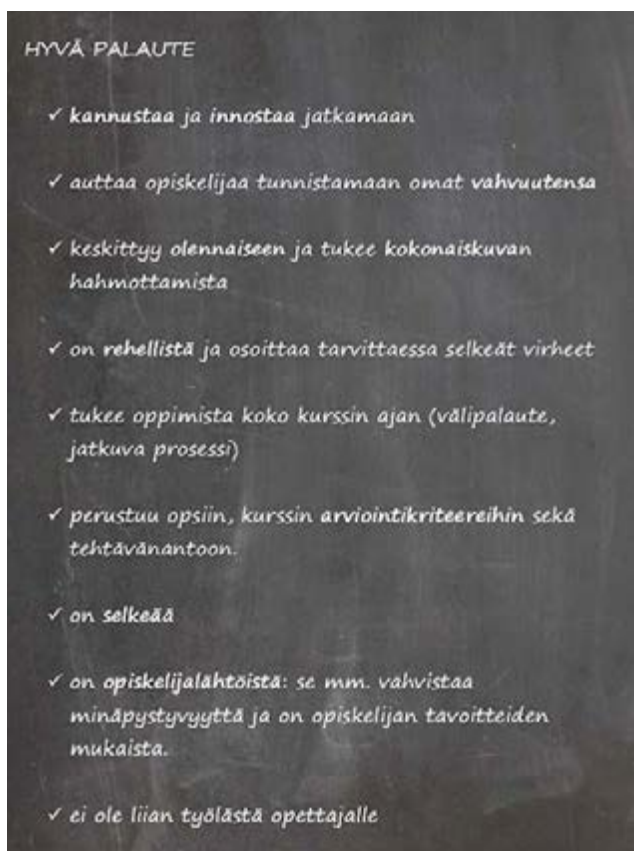 HYVÄ PALAUTE
✓ kannustaa ja innostaa jatkamaan
✓ auttaa opiskelijaa tunnistamaan omat vahvuutensa
✓ keskittyy olennaiseen ja tukee kokonaiskuvan
hahmottamista
✓ on rehellistä ja osoittaa tarvittaessa selkeät virheet
✓ tukee oppimista koko kurssin ajan (välipalaute,
jatkuva prosessi)
✓ perustuu opsiin, kurssin arviointikriteereihin sekä
tehtävänantoon.
✓ on selkeää
✓ on opiskelijalähtöistä: se mm. vahvistaa
minäpystyvyyttä ja on opiskelijan tavoitteiden
mukaista.
✓ ei ole liian työlästä opettajalle